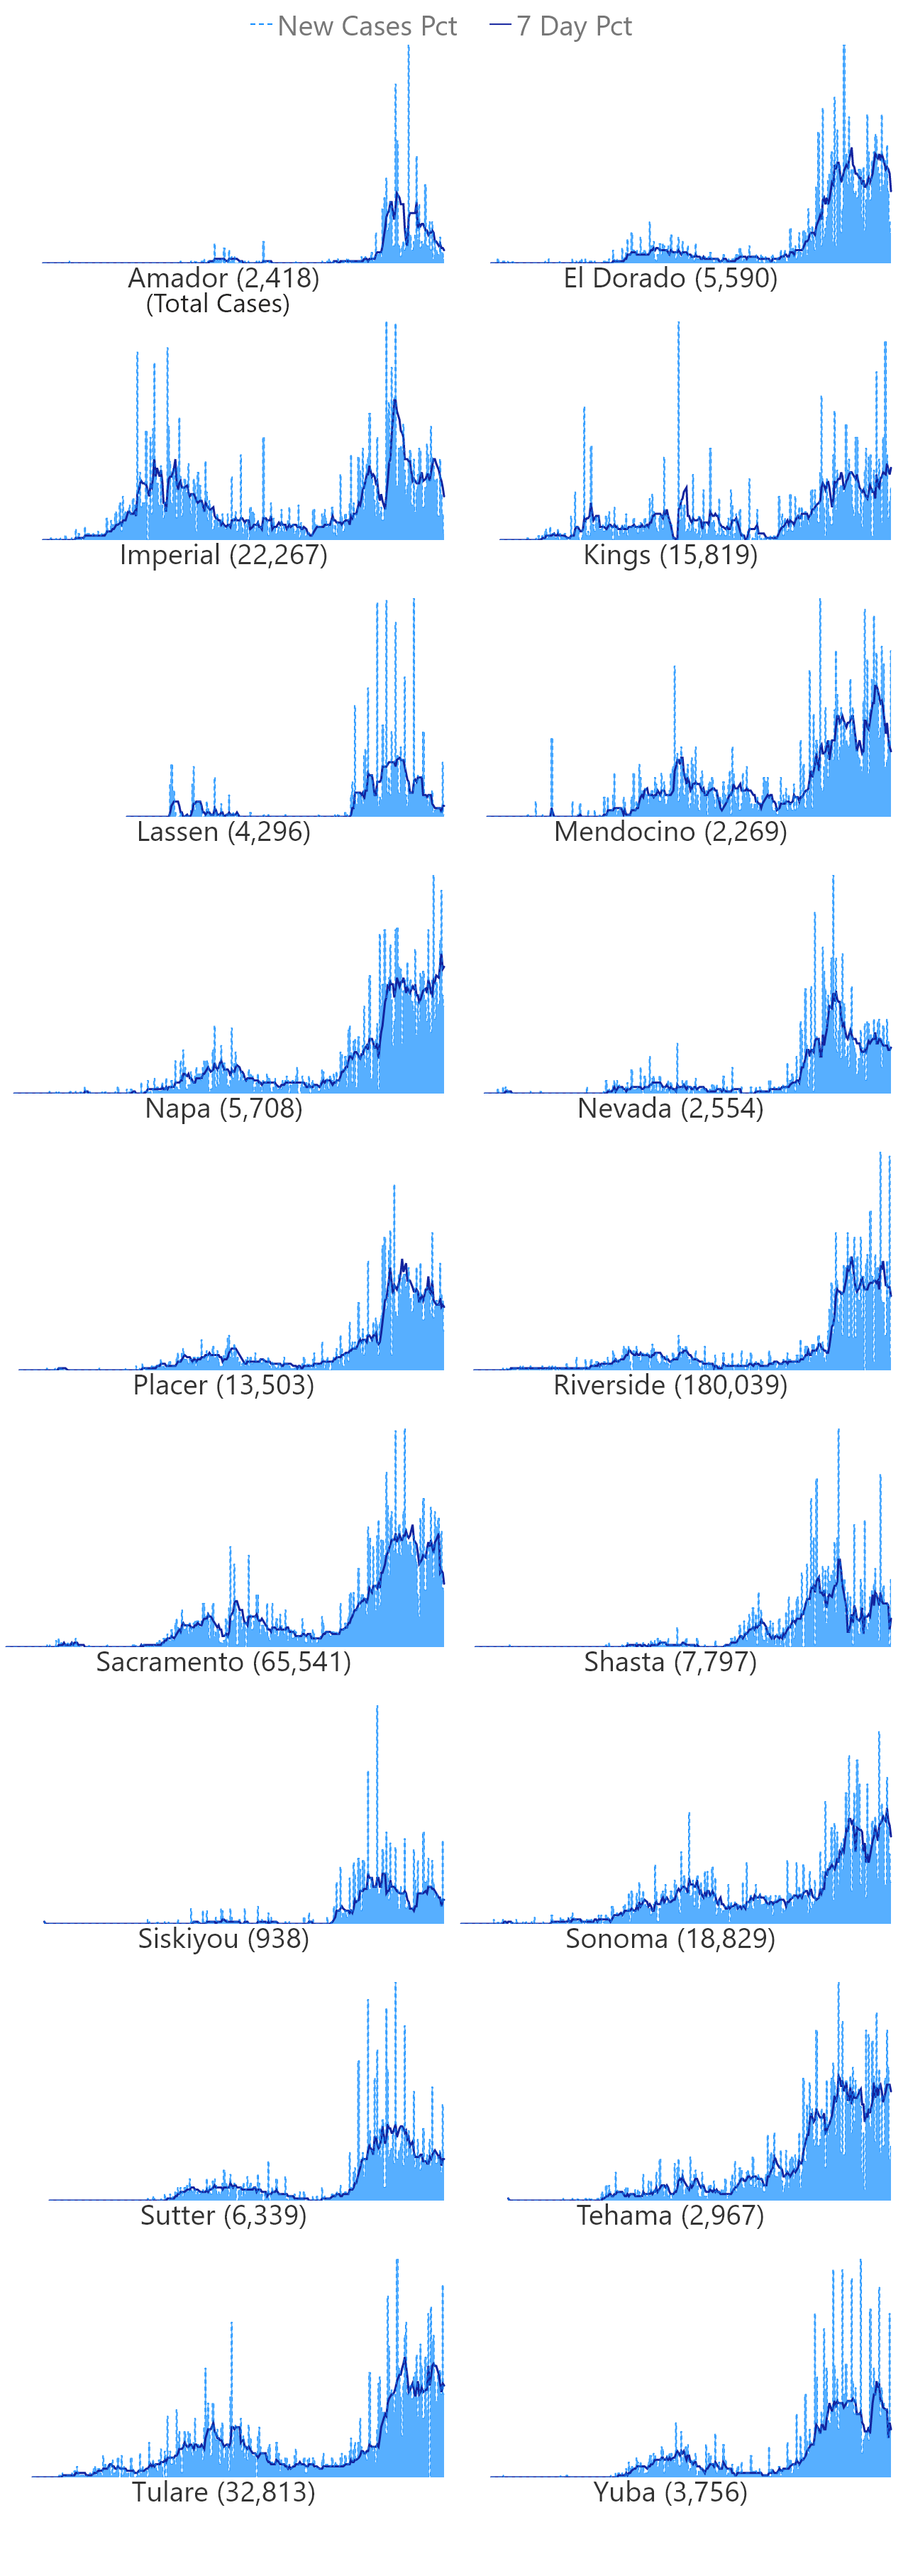 New Cases Pct 7 Day Pct
Amador (2,418) El Dorado (5,590)
(Total Cases)
Imperial (22,267) Kings (15,819)
Lassen (4,296) Mendocino (2,269)
Napa (5,708) Nevada (2,554)
Placer (13,503) Riverside (180,039)
Sacramento (65,541) Shasta (7,797)
Siskiyou (938) Sonoma (18,829)
Sutter (6,339) Tehama (2,967)
Tulare (32,813) Yuba (3,756)